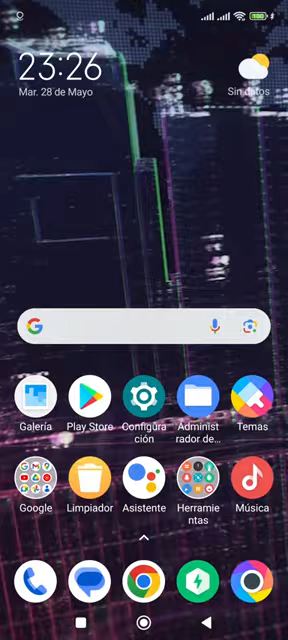 23:26
Mar. 28 de Mayo
Sin datos
Galería
Play Store
Configura
ción
Administ
rador de...
Temas
Google
Limpiador
Asistente
Herramie
ntas
Música